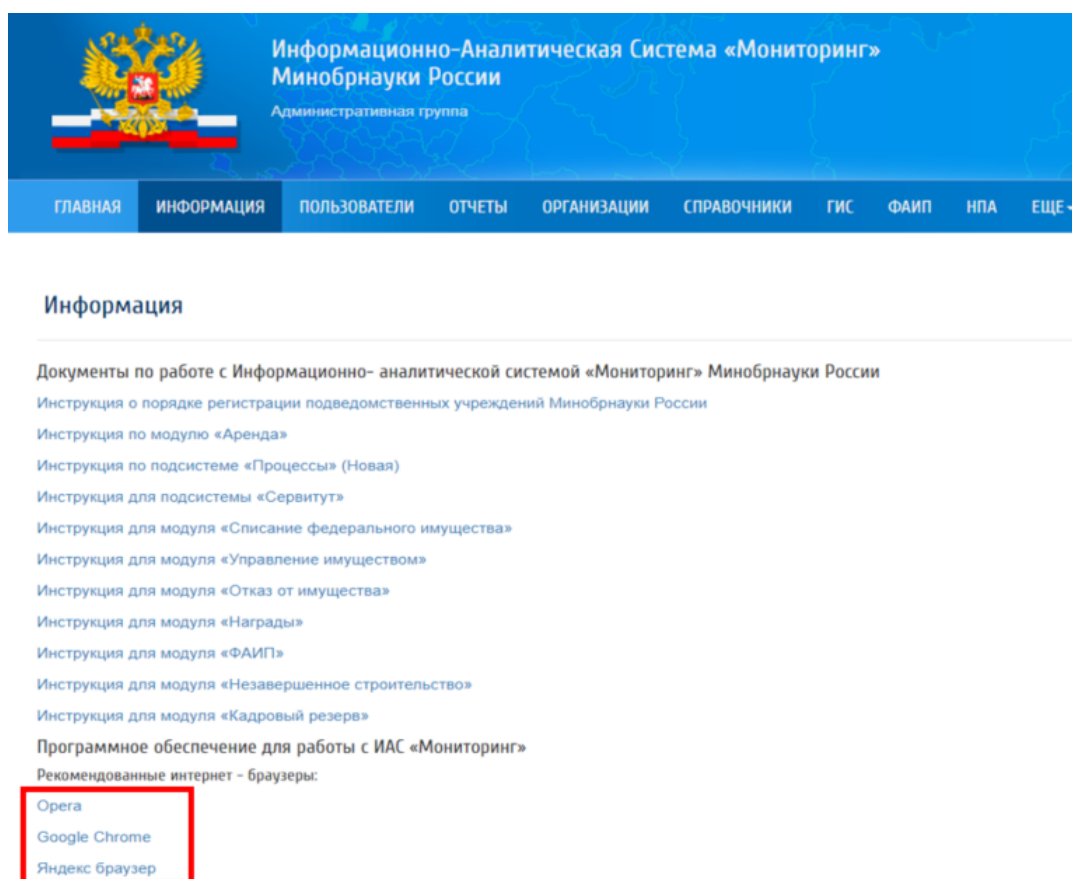 Информационно-Аналитическая Система «Мониторинг»
Минобрнауки России
Административная группа
ГЛАВНАЯ ИНФОРМАЦИЯ ПОЛЬЗОВАТЕЛИ ОТЧЕТЫ ОРГАНИЗАЦИИ СПРАВОЧНИКИ ГИС ФАИП НПА ЕЩЕ
Информация
Документы по работе с Информационно- аналитической системой «Мониторинг» Минобрнауки России
Инструкция о порядке регистрации подведомственных учреждений Минобрнауки России
Инструкция по модулю «Аренда»
Инструкция по подсистеме «Процессы» (Новая)
Инструкция для подсистемы «Сервитут»
Инструкция для модуля «Списание федерального имущества»
Инструкция для модуля «Управление имуществом»
Инструкция для модуля «Отказ от имущества»
Инструкция для модуля «Награды»
Инструкция для модуля «ФАИП»
Инструкция для модуля «Незавершенное строительство»
Инструкция для модуля «Кадровый резерв»
Программное обеспечение для работы с ИАС «Мониторинг»
Рекомендованные интернет - браузеры:
Opera
Google Chrome
Яндекс браузер